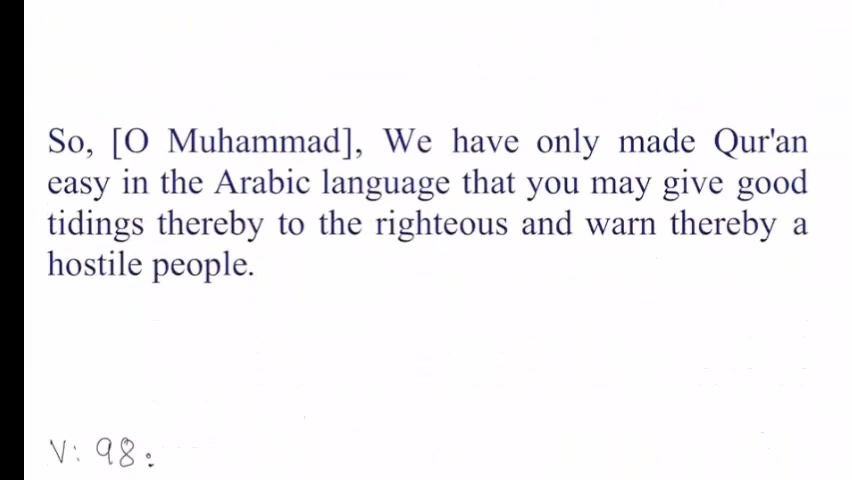 So, [O Muhammad], We have only made Qur'an
easy in the Arabic language that you may give good
tidings thereby to the righteous and warn thereby a
hostile people.
V: 98: